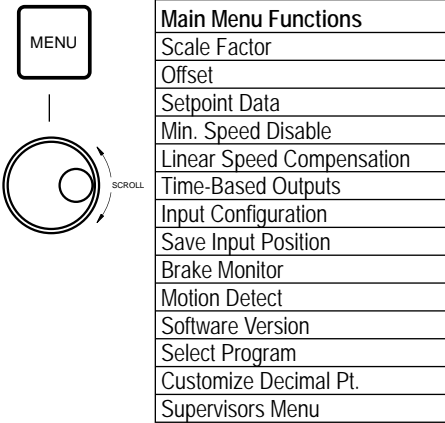 MENU
SCROLL
Main Menu Functions
Scale Factor
Offset
Setpoint Data
Min. Speed Disable
Linear Speed Compensation
Time-Based Outputs
Input Configuration
Save Input Position
Brake Monitor
Motion Detect
Software Version
Select Program
Customize Decimal Pt.
Supervisors Menu